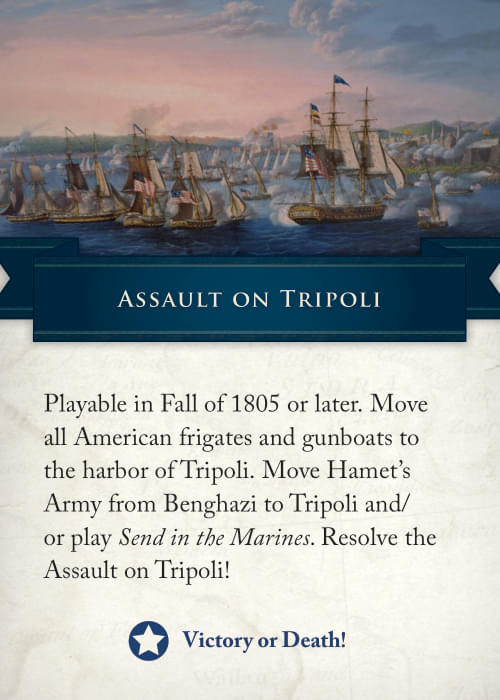 Assault on Tripoli
Playable in Fall of 1805 or later. Move
all American frigates and gunboats to
the harbor of Tripoli. Move Hamet’s
Army from Benghazi to Tripoli and/
or play Send in the Marines. Resolve the
Assault on Tripoli!
Victory or Death!